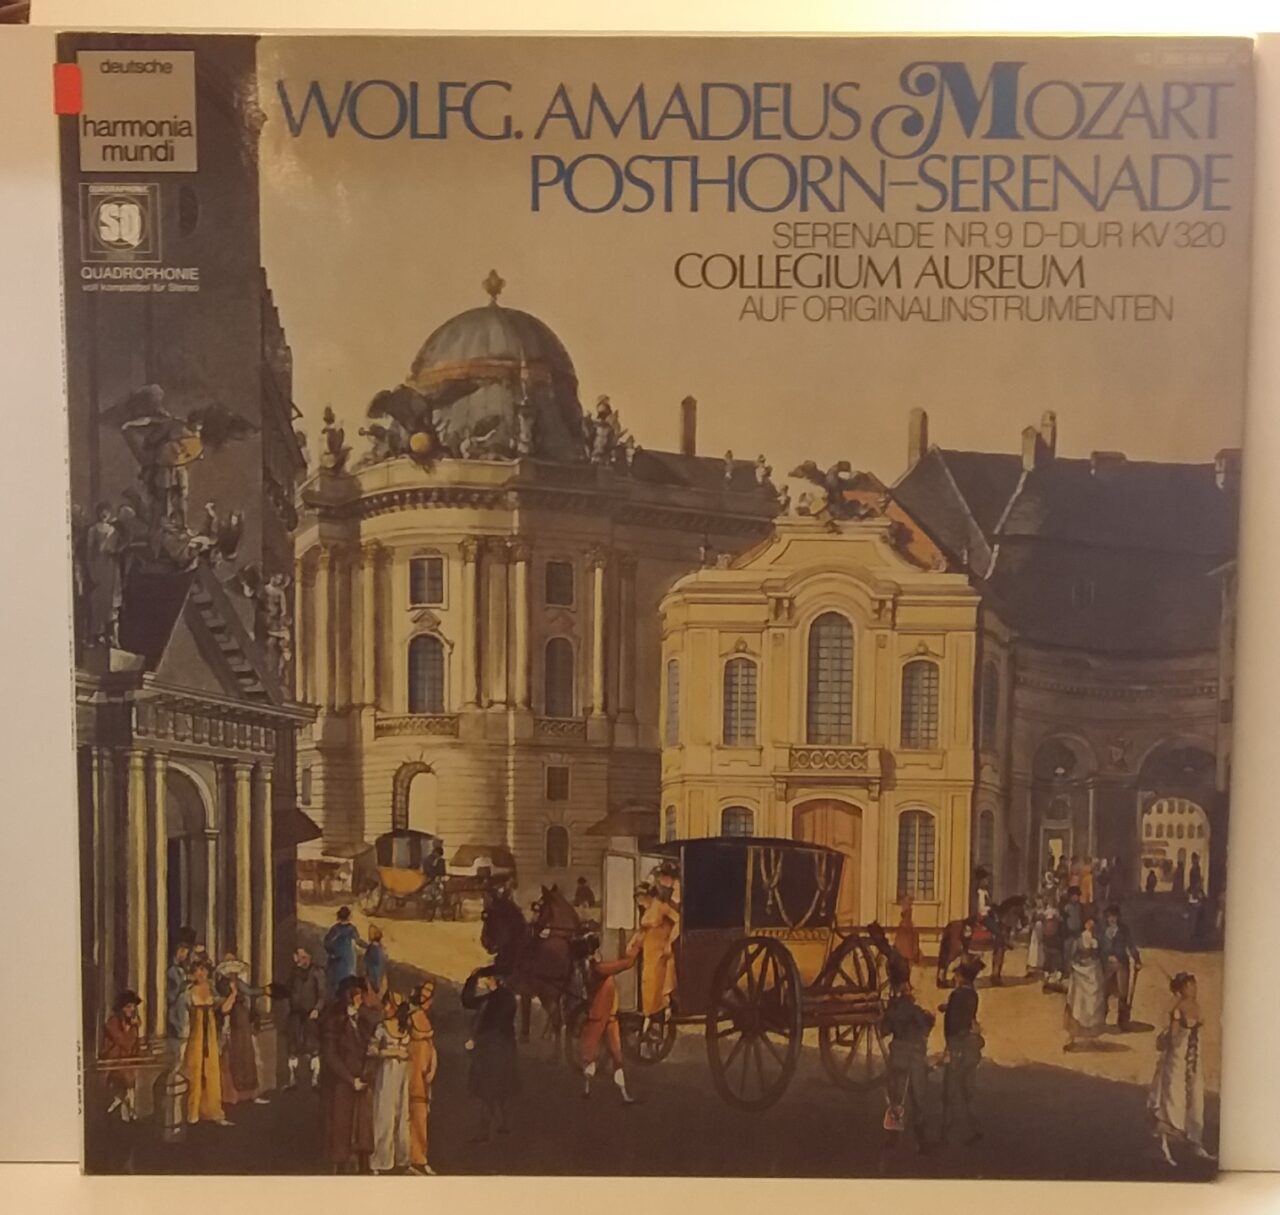 deutsche
harmonia
mundi
QUADRAPHONIC
SQ
QUADROPHONIE
voll kompatibel für Stereo
WOLFG. AMADEUS MOZART
POSTHORN-SERENADE
SERENADE NR.9 D-DUR KV 320
COLLEGIUM AUREUM
AUF ORIGINALINSTRUMENTEN